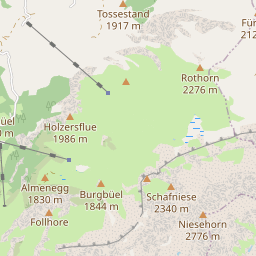 Tossestand
1917 m
Rothorn
2276 m
Holzersflue
1986 m
Almenegg
1830 m
Follhore
Burgbüel
1844 m
Schafniese
2340 m
Niesehorn
2776 m